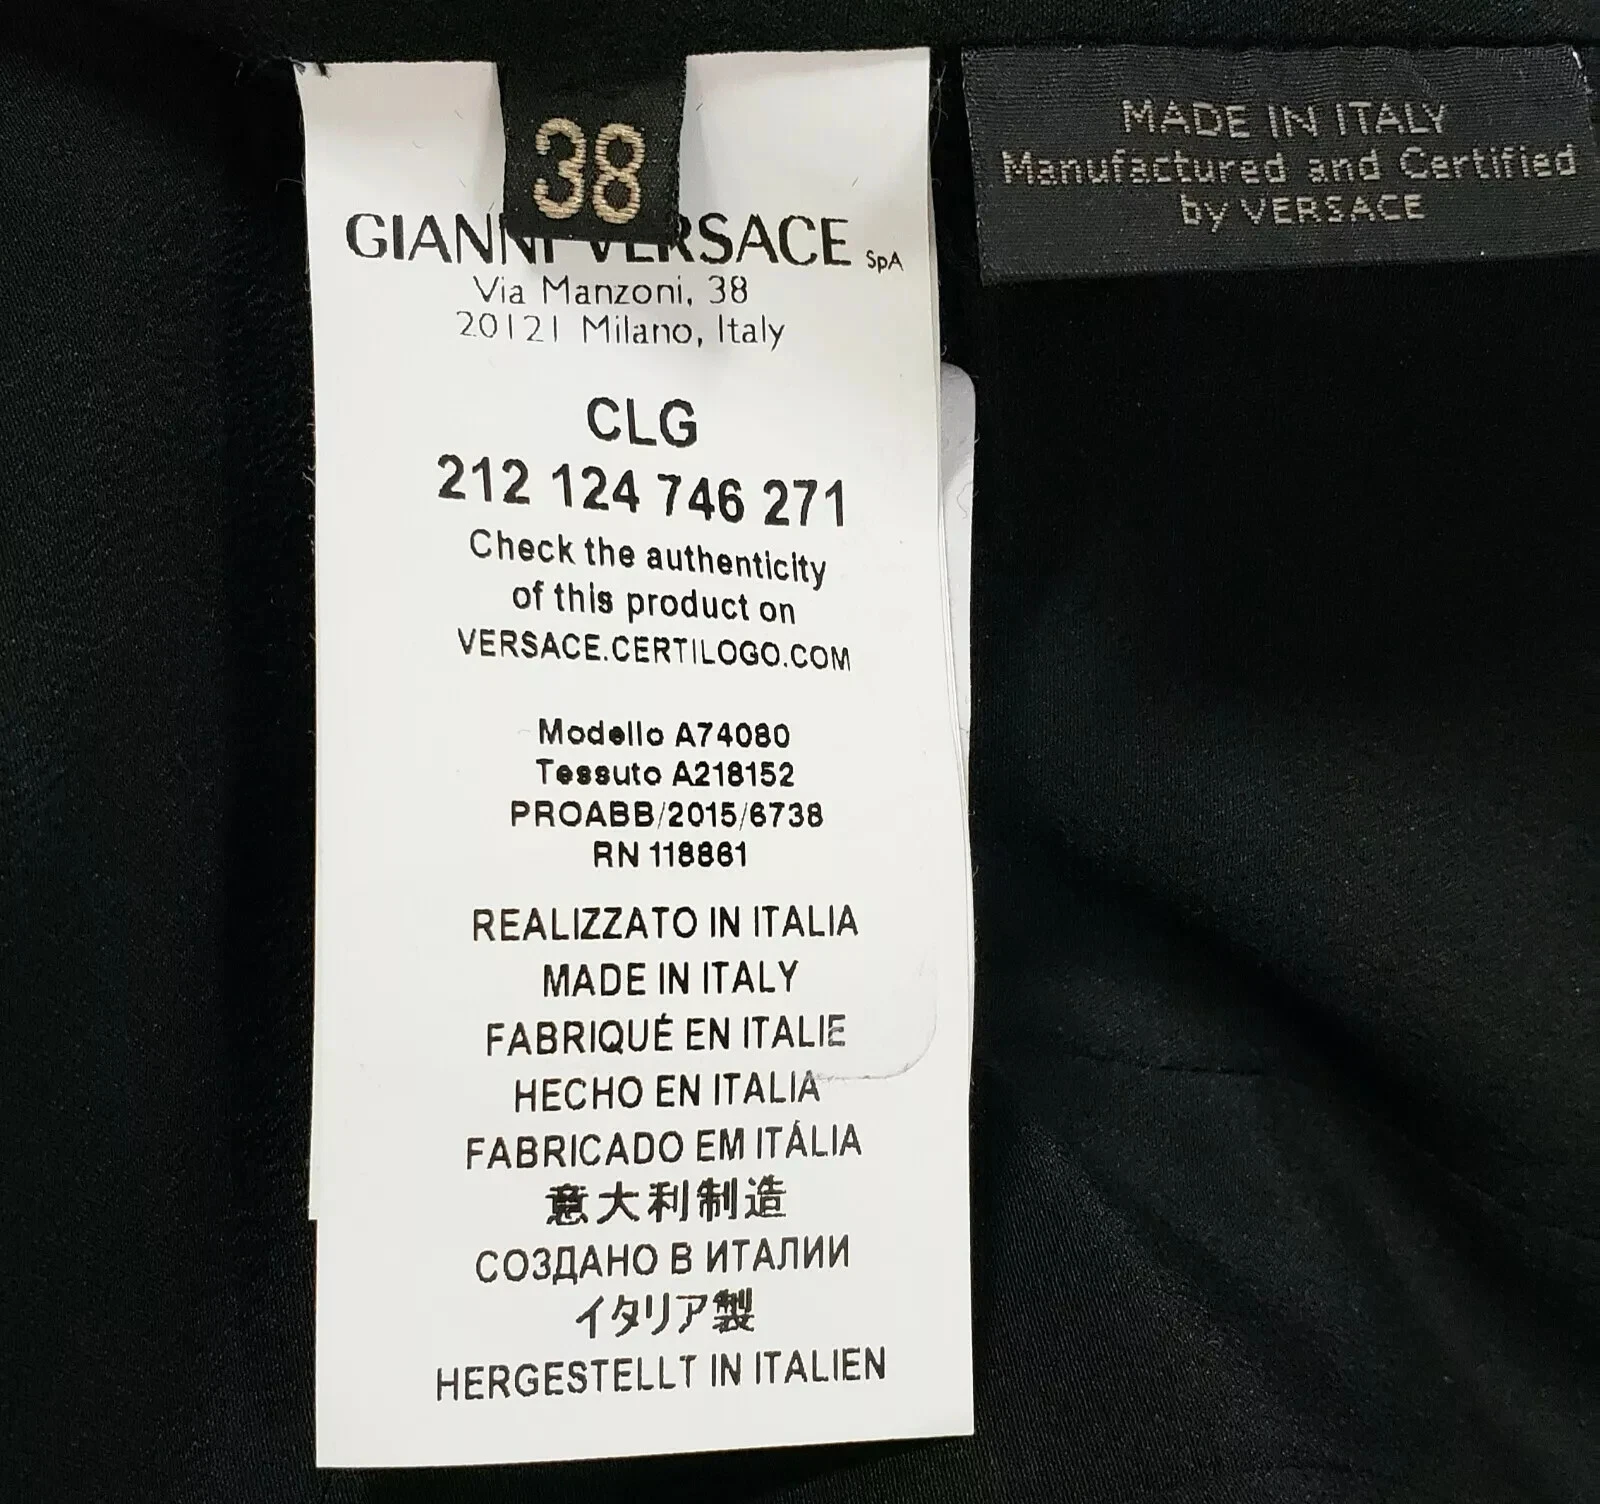 38
GIANNI VERSACE SpA
Via Manzoni, 38
20121 Milano, Italy
CLG
212 124 746 271
Check the authenticity
of this product on
VERSACE.CERTILOGO.COM
Modello A74080
Tessuto A218152
PROABB/2015/6738
RN 118861
REALIZZATO IN ITALIA
MADE IN ITALY
FABRIQUÉ EN ITALIE
HECHO EN ITALIA
FABRICADO EM ITÁLIA
意大利制造
СОЗДАНО В ИТАЛИИ
イタリア製
HERGESTELLT IN ITALIEN
MADE IN ITALY
Manufactured and Certified
by VERSACE